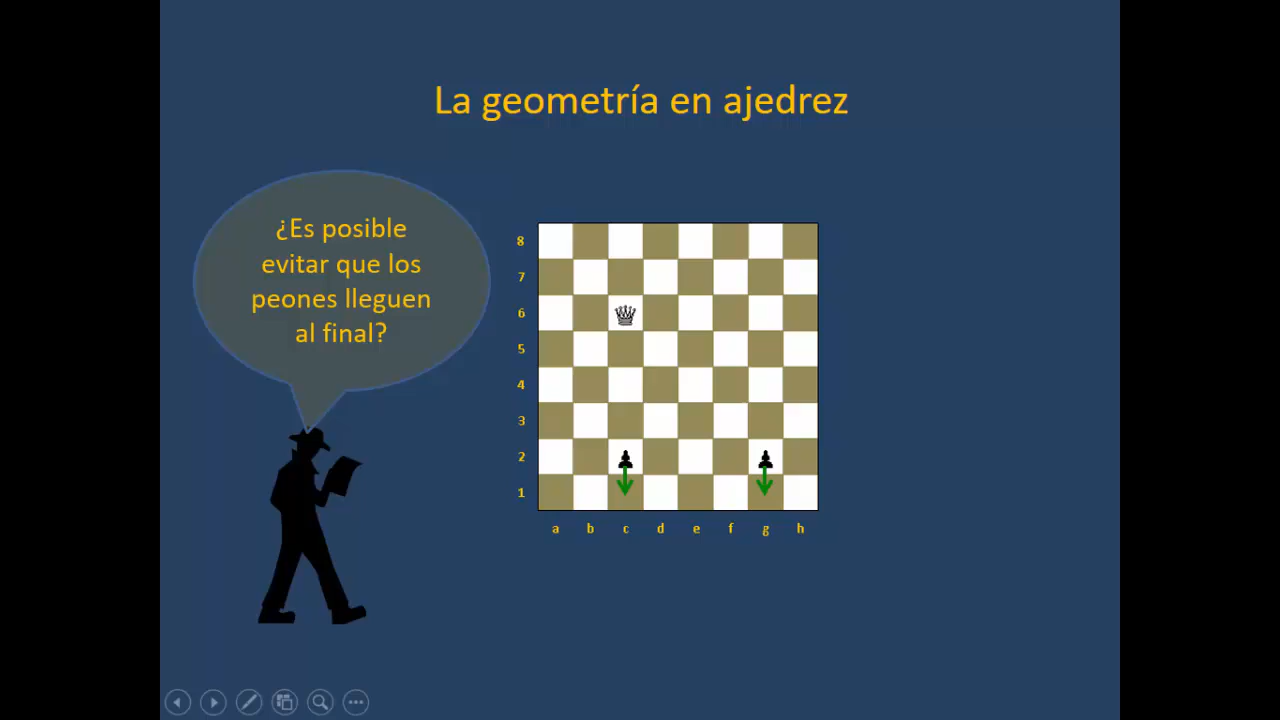 La geometría en ajedrez
¿Es posible
evitar que los
peones lleguen
al final?
8
7
6
5
4
3
2
1
a b c d e f g h